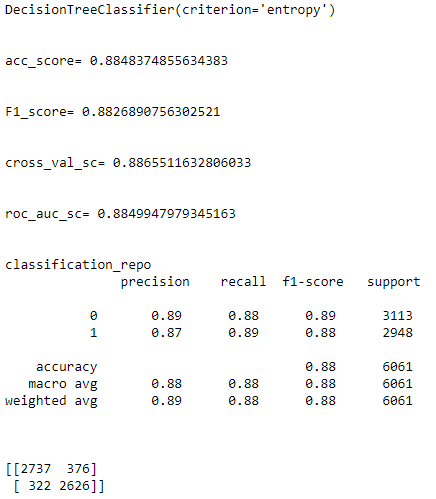 DecisionTreeClassifier(criterion='entropy')
acc_score= 0.8848374855634383
F1_score= 0.8826890756302521
cross_val_sc= 0.8865511632806033
roc_auc_sc= 0.8849947979345163
classification_repo
precision    recall  f1-score   support
0       0.89      0.88      0.89      3113
1       0.87      0.89      0.88      2948
accuracy                           0.88      6061
macro avg       0.88      0.88      0.88      6061
weighted avg       0.89      0.88      0.88      6061
[[2737  376]
[ 322 2626]]